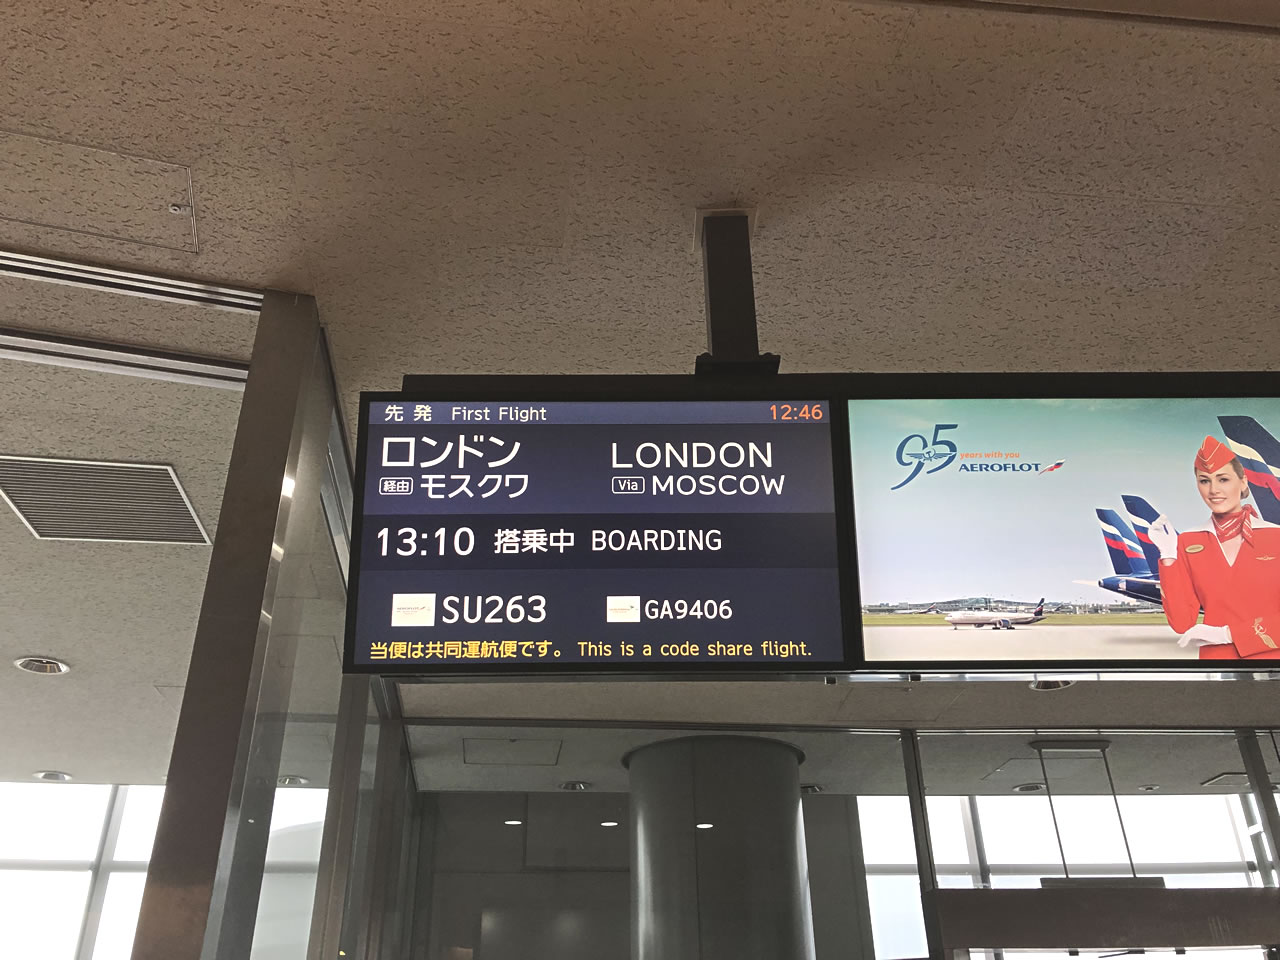 先発 First Flight 12:46
ロンドン LONDON
経由 モスクワ Via MOSCOW
13:10 搭乗中 BOARDING
SU263 GA9406
当便は共同運航便です。 This is a code share flight.
95 years with you
AEROFLOT